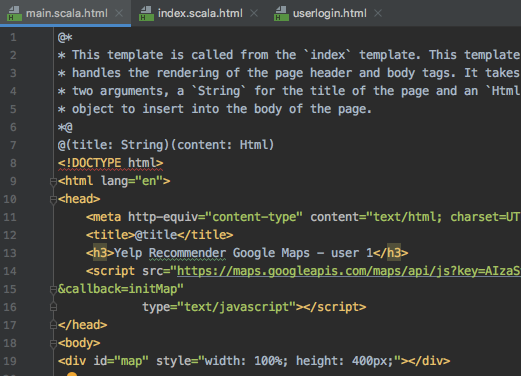 main.scala.html index.scala.html userlogin.html
1 @*
2 * This template is called from the `index` template. This template
3 * handles the rendering of the page header and body tags. It takes
4 * two arguments, a `String` for the title of the page and an `Html
5 * object to insert into the body of the page.
6 *@
7 @(title: String)(content: Html)
8 <!DOCTYPE html>
9 <html lang="en">
10 <head>
11 <meta http-equiv="content-type" content="text/html; charset=UT
12 <title>@title</title>
13 <h3>Yelp Recommender Google Maps - user 1</h3>
14 <script src="https://maps.googleapis.com/maps/api/js?key=AIzaS
15 &callback=initMap"
16 type="text/javascript"></script>
17 </head>
18 <body>
19 <div id="map" style="width: 100%; height: 400px;"></div>